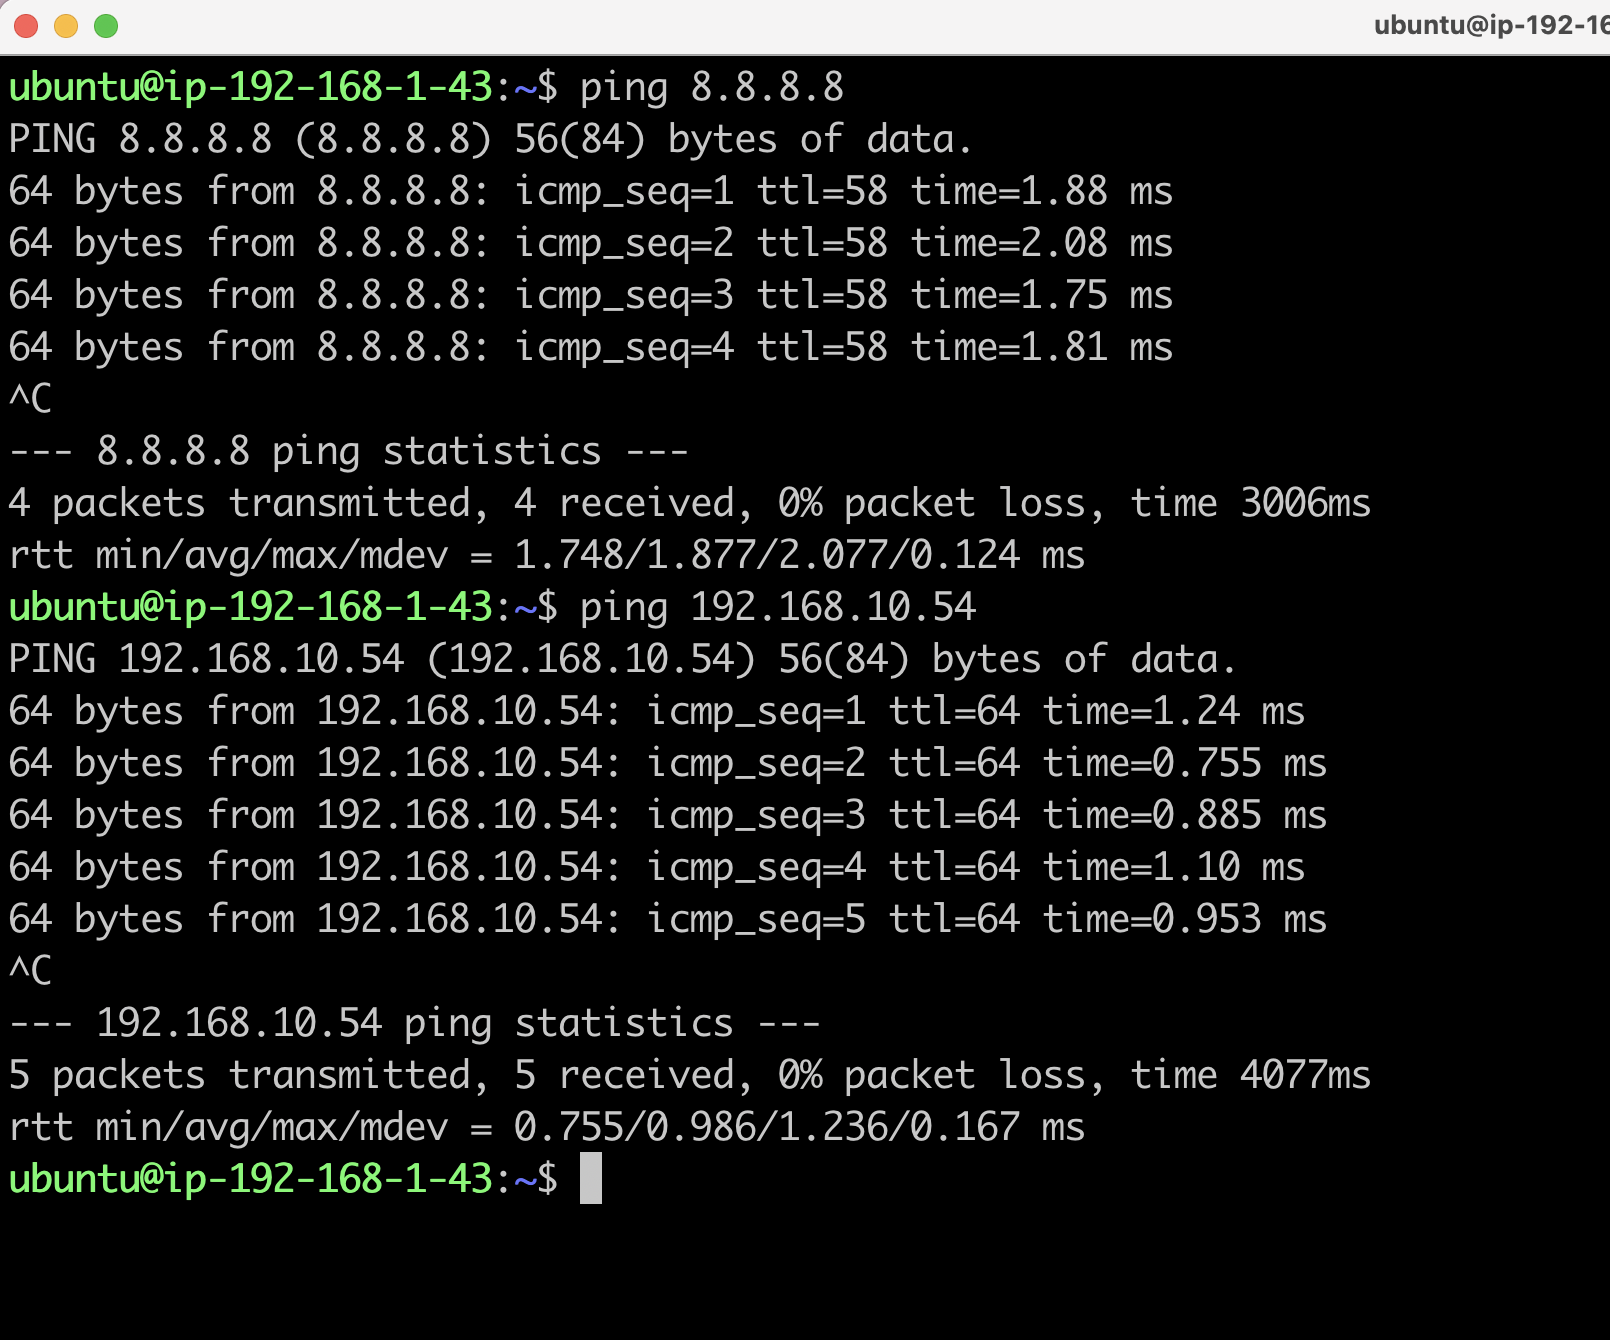 ubuntu@ip-192-16
ubuntu@ip-192-168-1-43:~$ ping 8.8.8.8
PING 8.8.8.8 (8.8.8.8) 56(84) bytes of data.
64 bytes from 8.8.8.8: icmp_seq=1 ttl=58 time=1.88 ms
64 bytes from 8.8.8.8: icmp_seq=2 ttl=58 time=2.08 ms
64 bytes from 8.8.8.8: icmp_seq=3 ttl=58 time=1.75 ms
64 bytes from 8.8.8.8: icmp_seq=4 ttl=58 time=1.81 ms
^C
--- 8.8.8.8 ping statistics ---
4 packets transmitted, 4 received, 0% packet loss, time 3006ms
rtt min/avg/max/mdev = 1.748/1.877/2.077/0.124 ms
ubuntu@ip-192-168-1-43:~$ ping 192.168.10.54
PING 192.168.10.54 (192.168.10.54) 56(84) bytes of data.
64 bytes from 192.168.10.54: icmp_seq=1 ttl=64 time=1.24 ms
64 bytes from 192.168.10.54: icmp_seq=2 ttl=64 time=0.755 ms
64 bytes from 192.168.10.54: icmp_seq=3 ttl=64 time=0.885 ms
64 bytes from 192.168.10.54: icmp_seq=4 ttl=64 time=1.10 ms
64 bytes from 192.168.10.54: icmp_seq=5 ttl=64 time=0.953 ms
^C
--- 192.168.10.54 ping statistics ---
5 packets transmitted, 5 received, 0% packet loss, time 4077ms
rtt min/avg/max/mdev = 0.755/0.986/1.236/0.167 ms
ubuntu@ip-192-168-1-43:~$